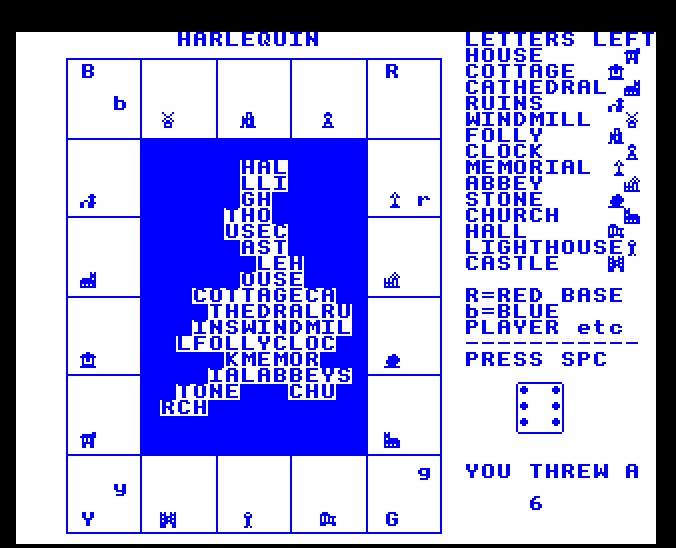 HARLEQUIN
B
R
b
HAL
LLI
GH
THO
USEC
AST
LEH
OUSE
COTTAGECA
THEDRALRU
INSWINDMIL
LFOLLYCLOC
KMEMOR
IALABBEYS
TONE CHU
RCH
r
y
g
Y
G
LETTERS LEFT
HOUSE
COTTAGE
CATHEDRAL
RUINS
WINDMILL
FOLLY
CLOCK
MEMORIAL
ABBEY
STONE
CHURCH
HALL
LIGHTHOUSE
CASTLE
R=RED BASE
b=BLUE
PLAYER etc
-----------
PRESS SPC
YOU THREW A
6